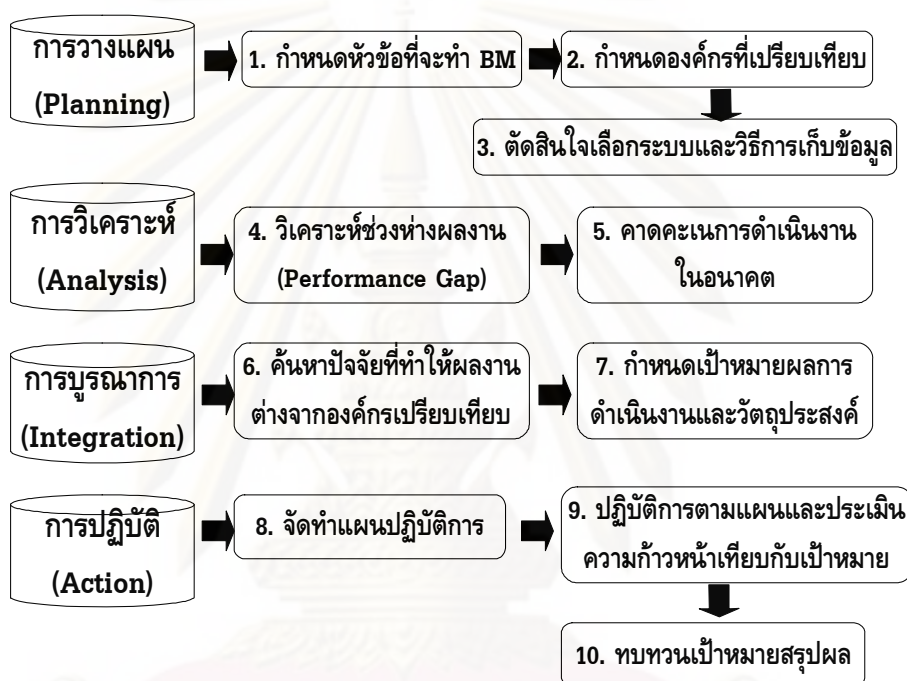 การวางแผน
(Planning)
1. กำหนดหัวข้อที่จะทำ BM
2. กำหนดองค์กรที่เปรียบเทียบ
3. ตัดสินใจเลือกระบบและวิธีการเก็บข้อมูล
การวิเคราะห์
(Analysis)
4. วิเคราะห์ช่วงห่างผลงาน
(Performance Gap)
5. คาดคะเนการดำเนินงาน
ในอนาคต
การบูรณาการ
(Integration)
6. ค้นหาปัจจัยที่ทำให้ผลงาน
ต่างจากองค์กรเปรียบเทียบ
7. กำหนดเป้าหมายผลการ
ดำเนินงานและวัตถุประสงค์
การปฏิบัติ
(Action)
8. จัดทำแผนปฏิบัติการ
9. ปฏิบัติการตามแผนและประเมิน
ความก้าวหน้าเทียบกับเป้าหมาย
10. ทบทวนเป้าหมายสรุปผล